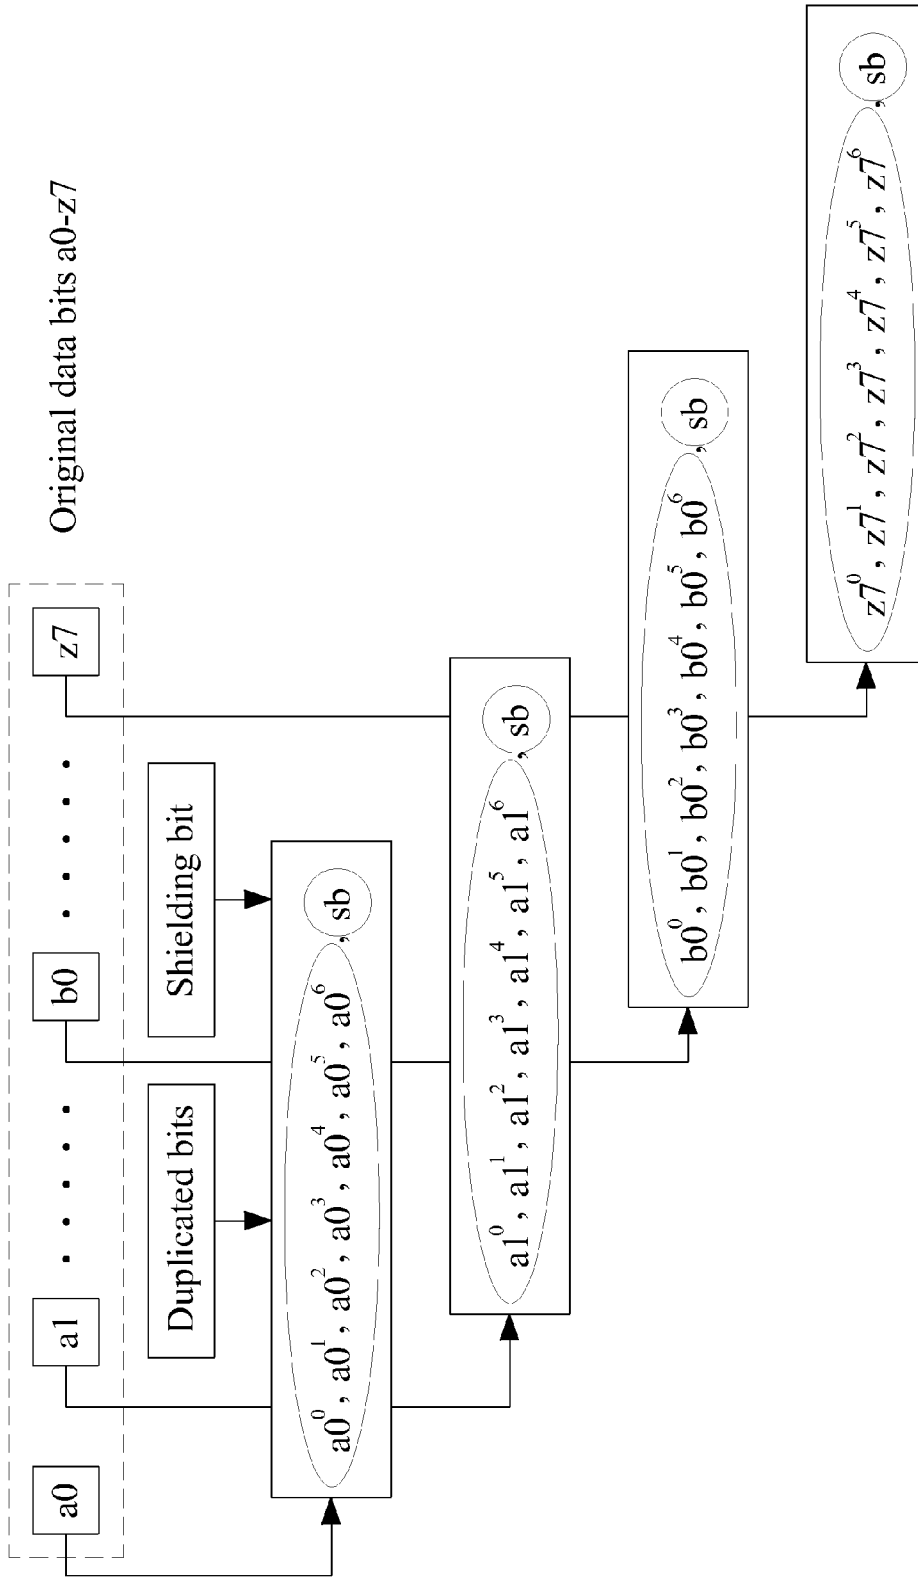 Original data bits a0-z7
a0
a1
b0
z7
Duplicated bits
Shielding bit
a0⁰, a0¹, a0², a0³, a0⁴, a0⁵, a0⁶, sb
a1⁰, a1¹, a1², a1³, a1⁴, a1⁵, a1⁶, sb
b0⁰, b0¹, b0², b0³, b0⁴, b0⁵, b0⁶, sb
z7⁰, z7¹, z7², z7³, z7⁴, z7⁵, z7⁶, sb